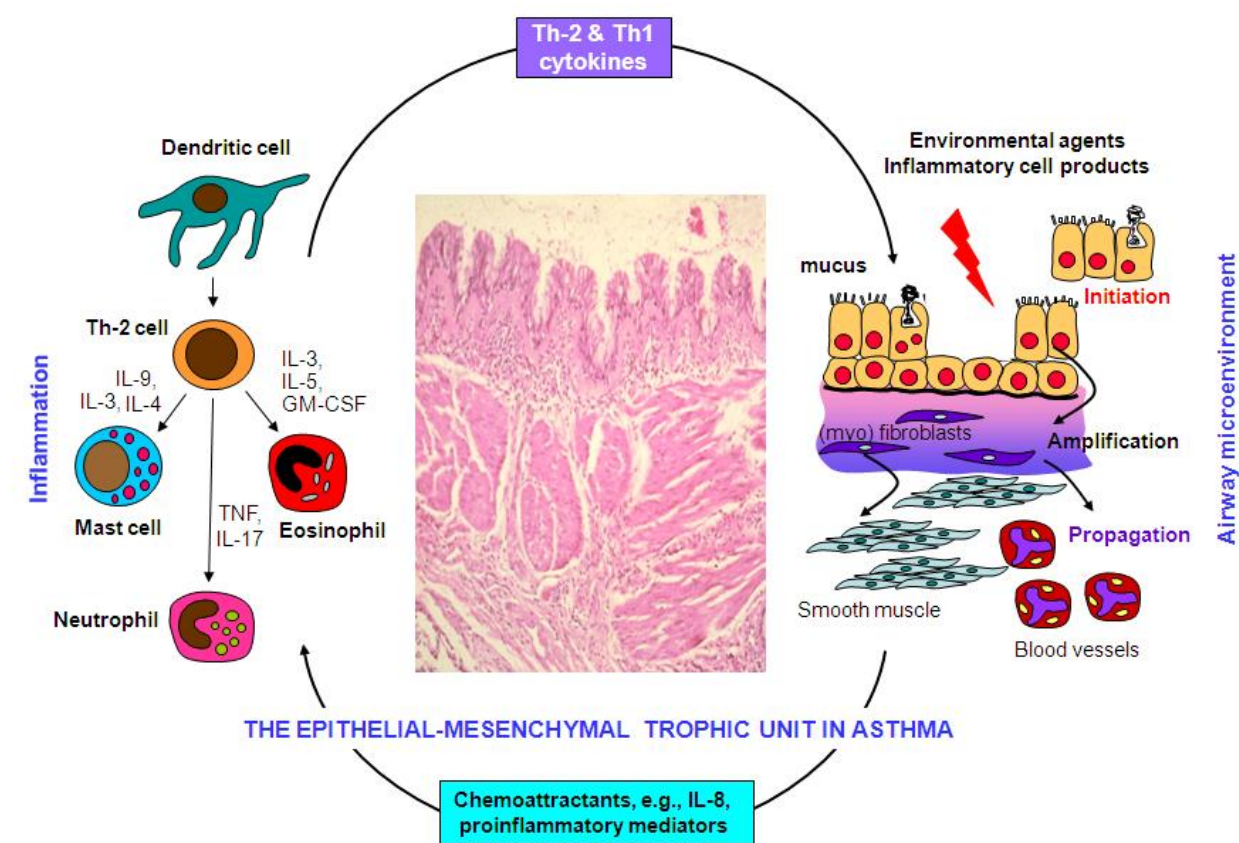 Th-2 & Th1
cytokines
Dendritic cell
Th-2 cell
IL-9,
IL-3, IL-4
IL-3,
IL-5,
GM-CSF
Inflammation
Mast cell
TNF,
IL-17
Eosinophil
Neutrophil
Environmental agents
Inflammatory cell products
mucus
Initiation
(myo) fibroblasts
Amplification
Propagation
Smooth muscle
Blood vessels
Airway microenvironment
THE EPITHELIAL-MESENCHYMAL TROPHIC UNIT IN ASTHMA
Chemoattractants, e.g., IL-8,
proinflammatory mediators